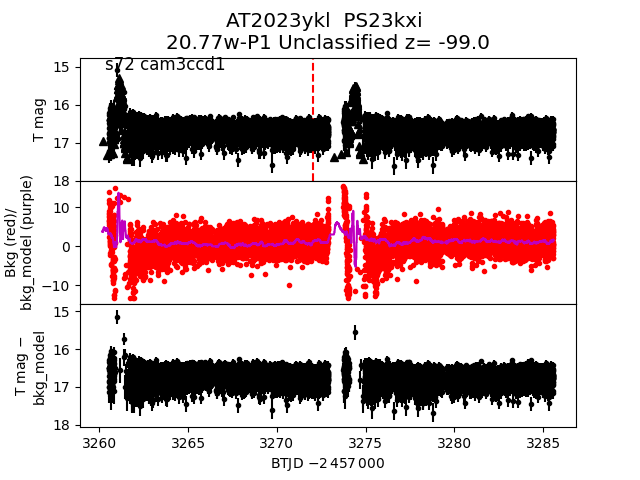 AT2023ykl  PS23kxi
20.77w-P1 Unclassified z= -99.0
s72 cam3ccd1
15
16
17
18
T mag
10
0
−10
Bkg (red)/
bkg_model (purple)
15
16
17
18
T mag −
bkg_model
3260 3265 3270 3275 3280 3285
BTJD −2 457 000